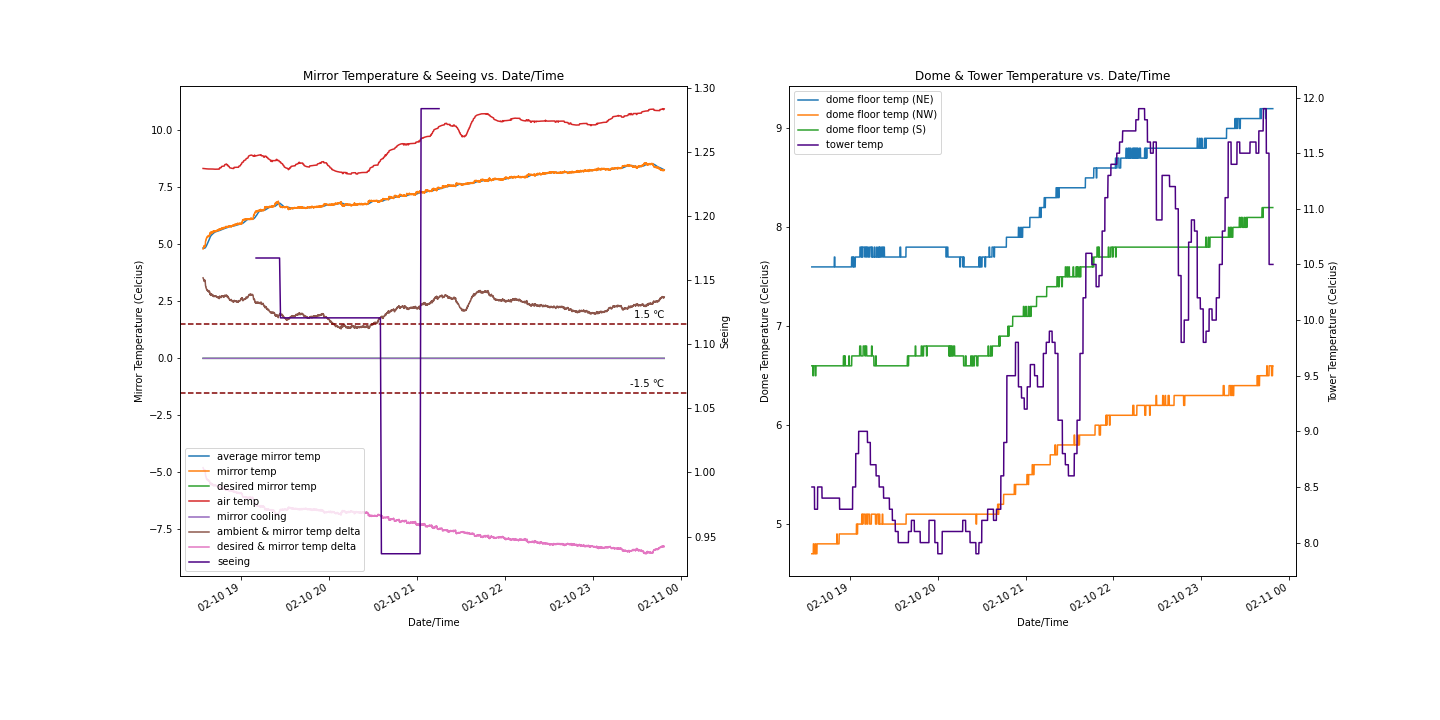 Mirror Temperature & Seeing vs. Date/Time
Mirror Temperature (Celcius)
10.0
7.5
5.0
2.5
0.0
−2.5
−5.0
−7.5
1.5 ℃
-1.5 ℃
average mirror temp
mirror temp
desired mirror temp
air temp
mirror cooling
ambient & mirror temp delta
desired & mirror temp delta
seeing
1.30
1.25
1.20
1.15
1.10
1.05
1.00
0.95
Seeing
02-10 19
02-10 20
02-10 21
02-10 22
02-10 23
02-11 00
Date/Time
Dome & Tower Temperature vs. Date/Time
Dome Temperature (Celcius)
9
8
7
6
5
dome floor temp (NE)
dome floor temp (NW)
dome floor temp (S)
tower temp
12.0
11.5
11.0
10.5
10.0
9.5
9.0
8.5
8.0
Tower Temperature (Celcius)
02-10 19
02-10 20
02-10 21
02-10 22
02-10 23
02-11 00
Date/Time